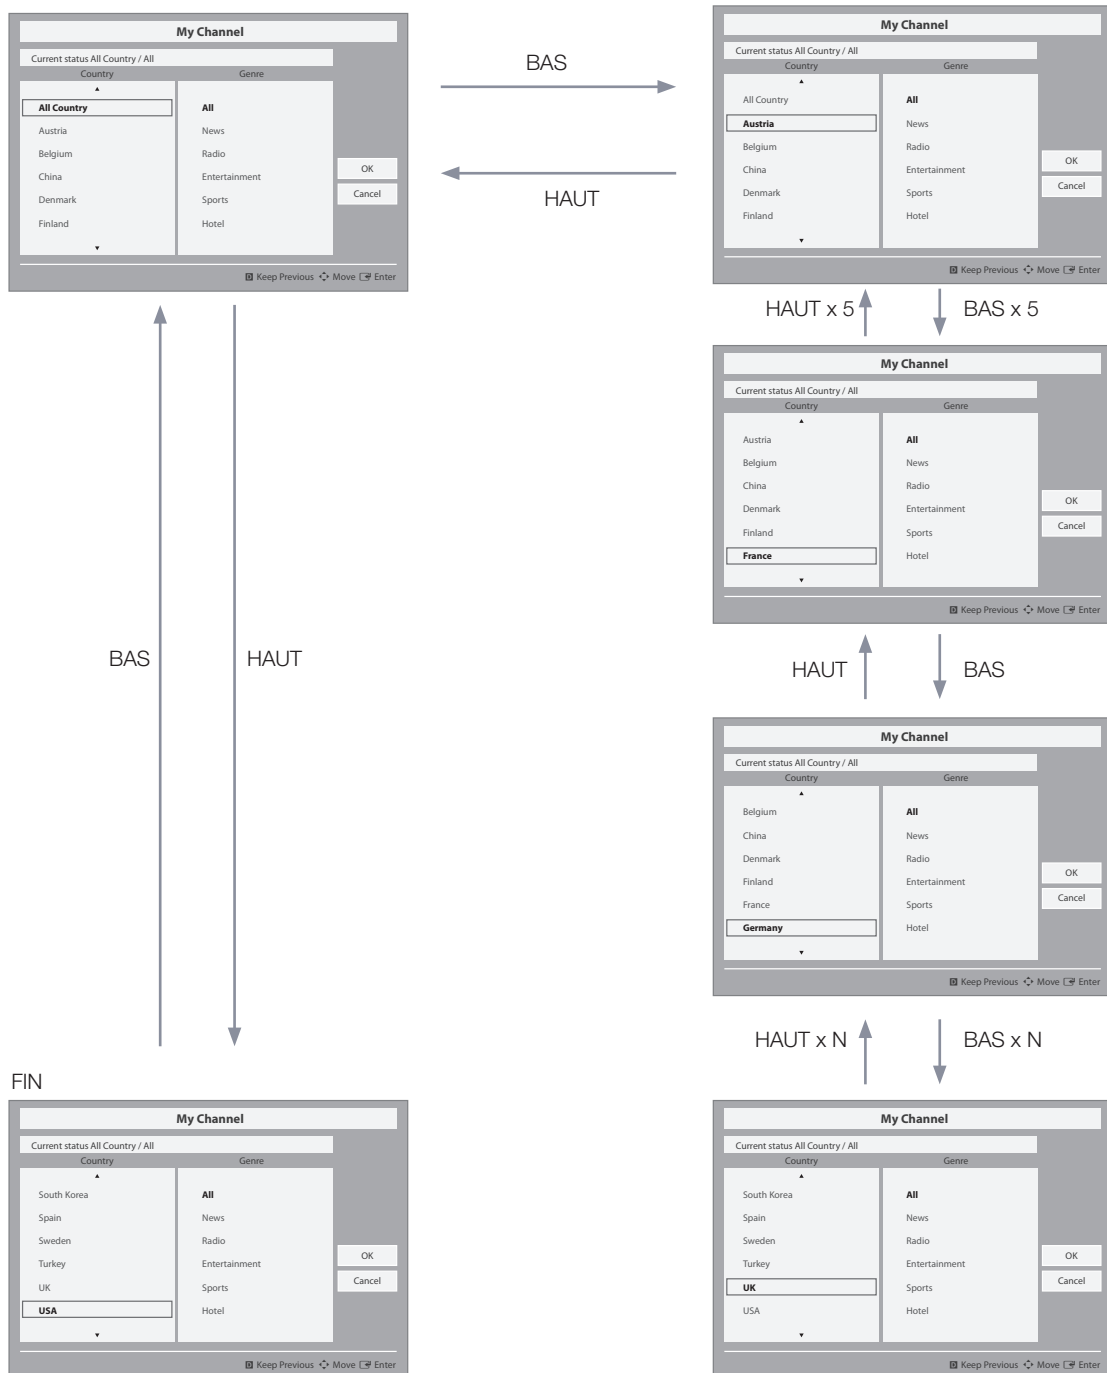 My Channel
Current status All Country / All
Country Genre
All Country All
Austria News
Belgium Radio
China Entertainment
Denmark Sports
Finland Hotel
OK
Cancel
D Keep Previous Move Enter
BAS
HAUT
My Channel
Current status All Country / All
Country Genre
All Country All
Austria News
Belgium Radio
China Entertainment
Denmark Sports
Finland Hotel
OK
Cancel
D Keep Previous Move Enter
HAUT x 5
BAS x 5
My Channel
Current status All Country / All
Country Genre
Austria All
Belgium News
China Radio
Denmark Entertainment
Finland Sports
France Hotel
OK
Cancel
D Keep Previous Move Enter
BAS
HAUT
HAUT
BAS
My Channel
Current status All Country / All
Country Genre
Belgium All
China News
Denmark Radio
Finland Entertainment
France Sports
Germany Hotel
OK
Cancel
D Keep Previous Move Enter
HAUT x N
BAS x N
FIN
My Channel
Current status All Country / All
Country Genre
South Korea All
Spain News
Sweden Radio
Turkey Entertainment
UK Sports
USA Hotel
OK
Cancel
D Keep Previous Move Enter
My Channel
Current status All Country / All
Country Genre
South Korea All
Spain News
Sweden Radio
Turkey Entertainment
UK Sports
USA Hotel
OK
Cancel
D Keep Previous Move Enter